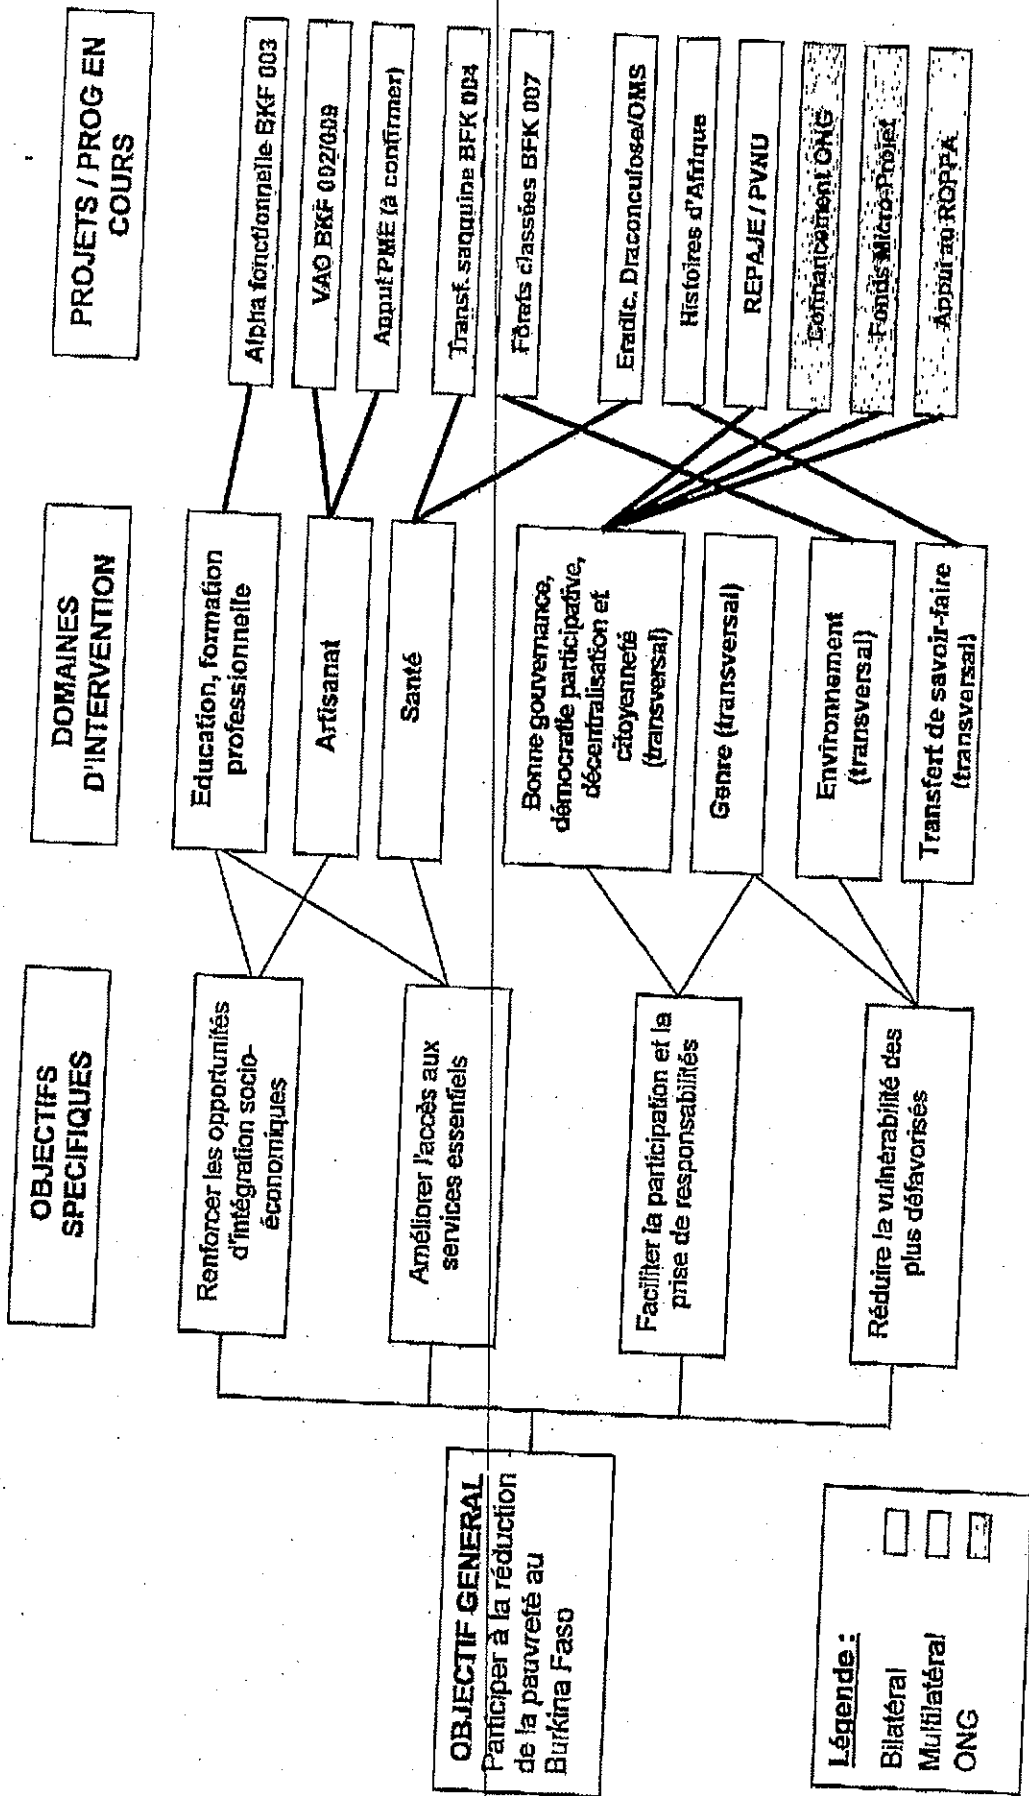 OBJECTIF GENERAL
Participer à la réduction
de la pauvreté au
Burkina Faso
Légende :
Bilatéral
Multilatéral
ONG
OBJECTIFS
SPECIFIQUES
Renforcer les opportunités
d'intégration socio-
économiques
Améliorer l'accès aux
services essentiels
Faciliter la participation et la
prise de responsabilités
Réduire la vulnérabilité des
plus défavorisés
DOMAINES
D'INTERVENTION
Education, formation
professionnelle
Artisanat
Santé
Bonne gouvernance,
démocratie participative,
décentralisation et
citoyenneté
(transversal)
Genre (transversal)
Environnement
(transversal)
Transfert de savoir-faire
(transversal)
PROJETS / PROG EN
COURS
Alpha fonctionnelle BKF 003
VAO BKF 002/009
Appui PME (à confirmer)
Transf. sanguine BFK 004
Forêts classées BFK 007
Eradic. Draconculose/OMS
Histoires d'Afrique
REPAJE / PVNU
Cofinancement ONG
Fonds Micro-Projet
Appui au ROPPA